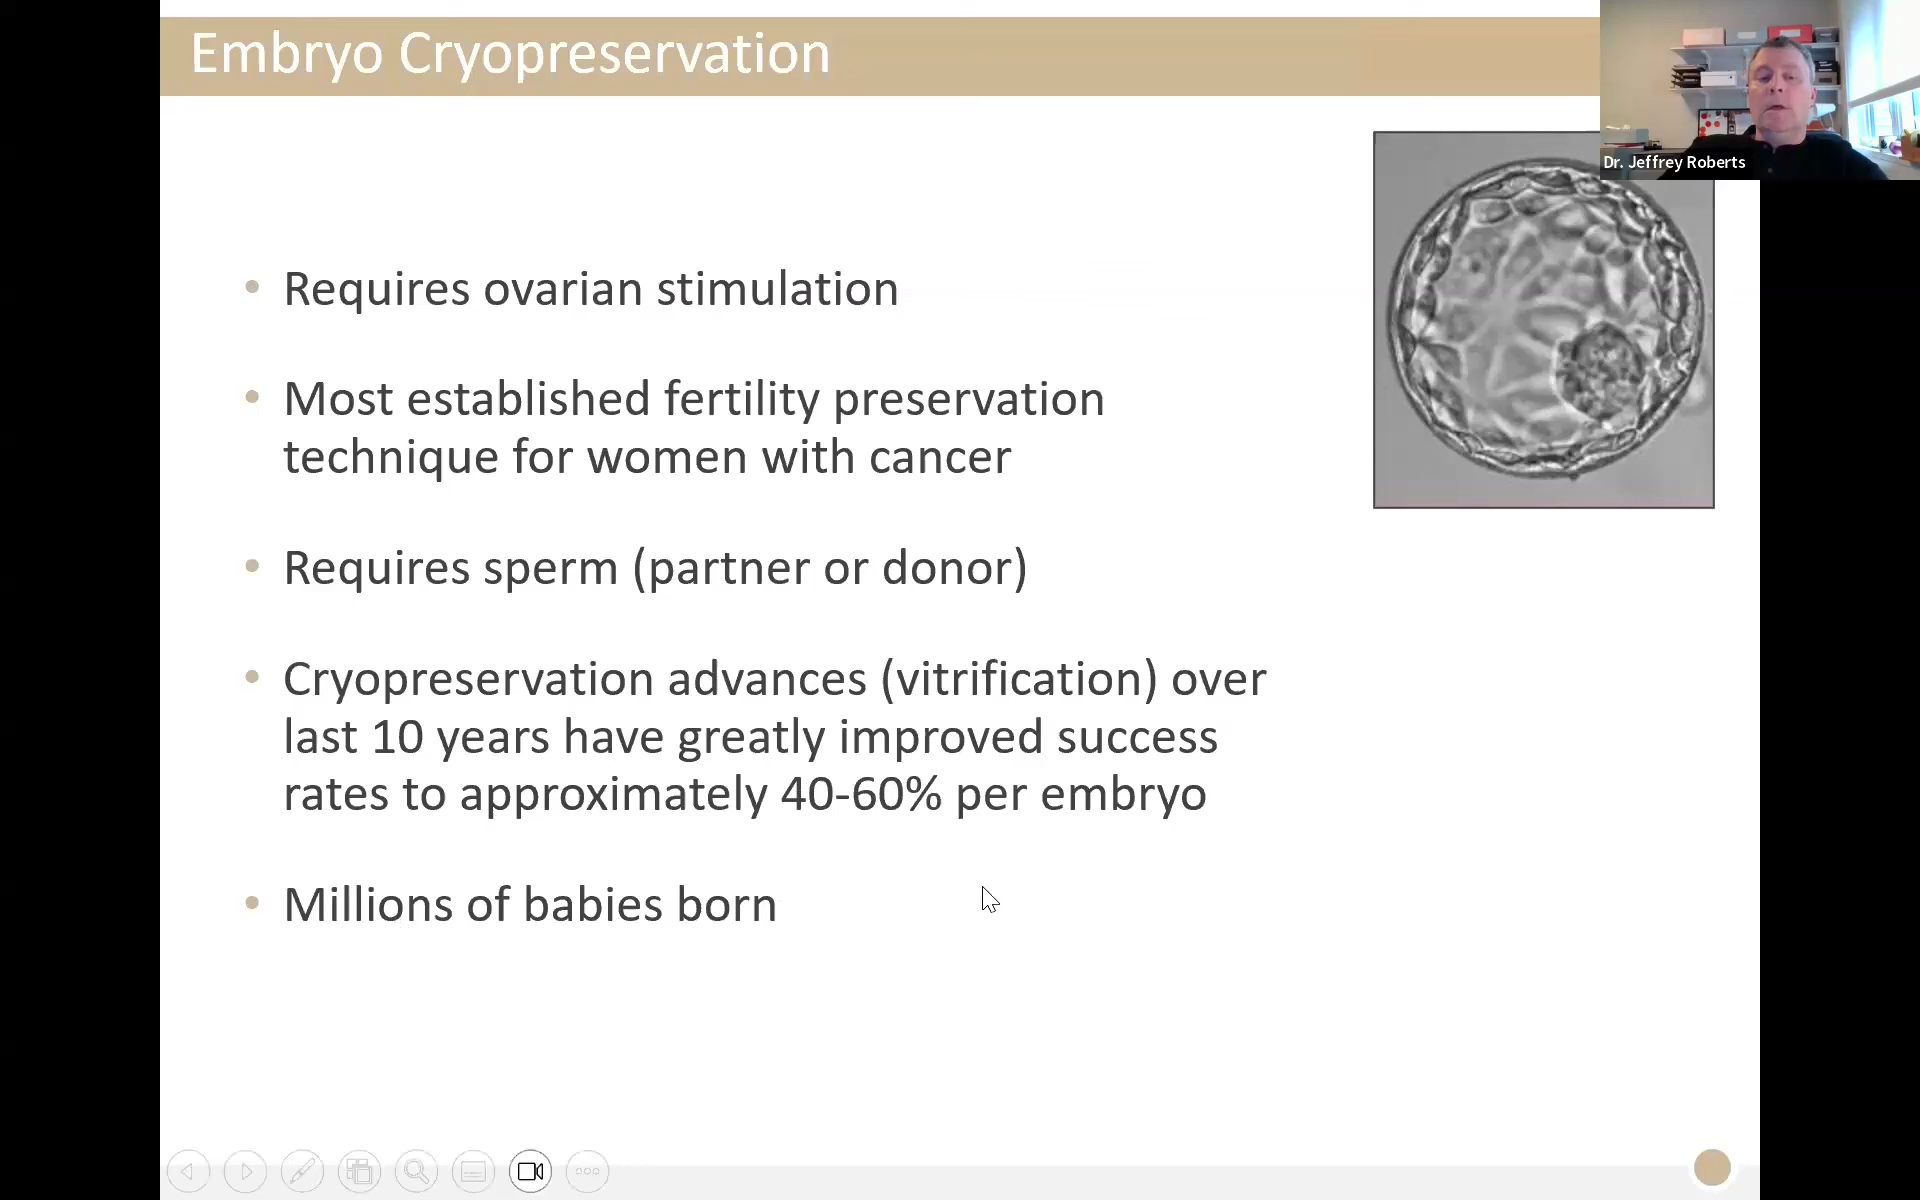 Embryo Cryopreservation
Dr. Jeffrey Roberts
• Requires ovarian stimulation
• Most established fertility preservation
technique for women with cancer
• Requires sperm (partner or donor)
• Cryopreservation advances (vitrification) over
last 10 years have greatly improved success
rates to approximately 40-60% per embryo
• Millions of babies born